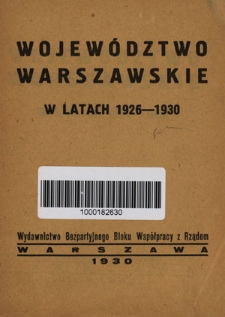 WOJEWÓDZTWO
WARSZAWSKIE
W LATACH 1926—1930
1000182630
Wydawnictwo Bezpartyjnego Bloku Współpracy z Rządem
WARSZAWA
1930